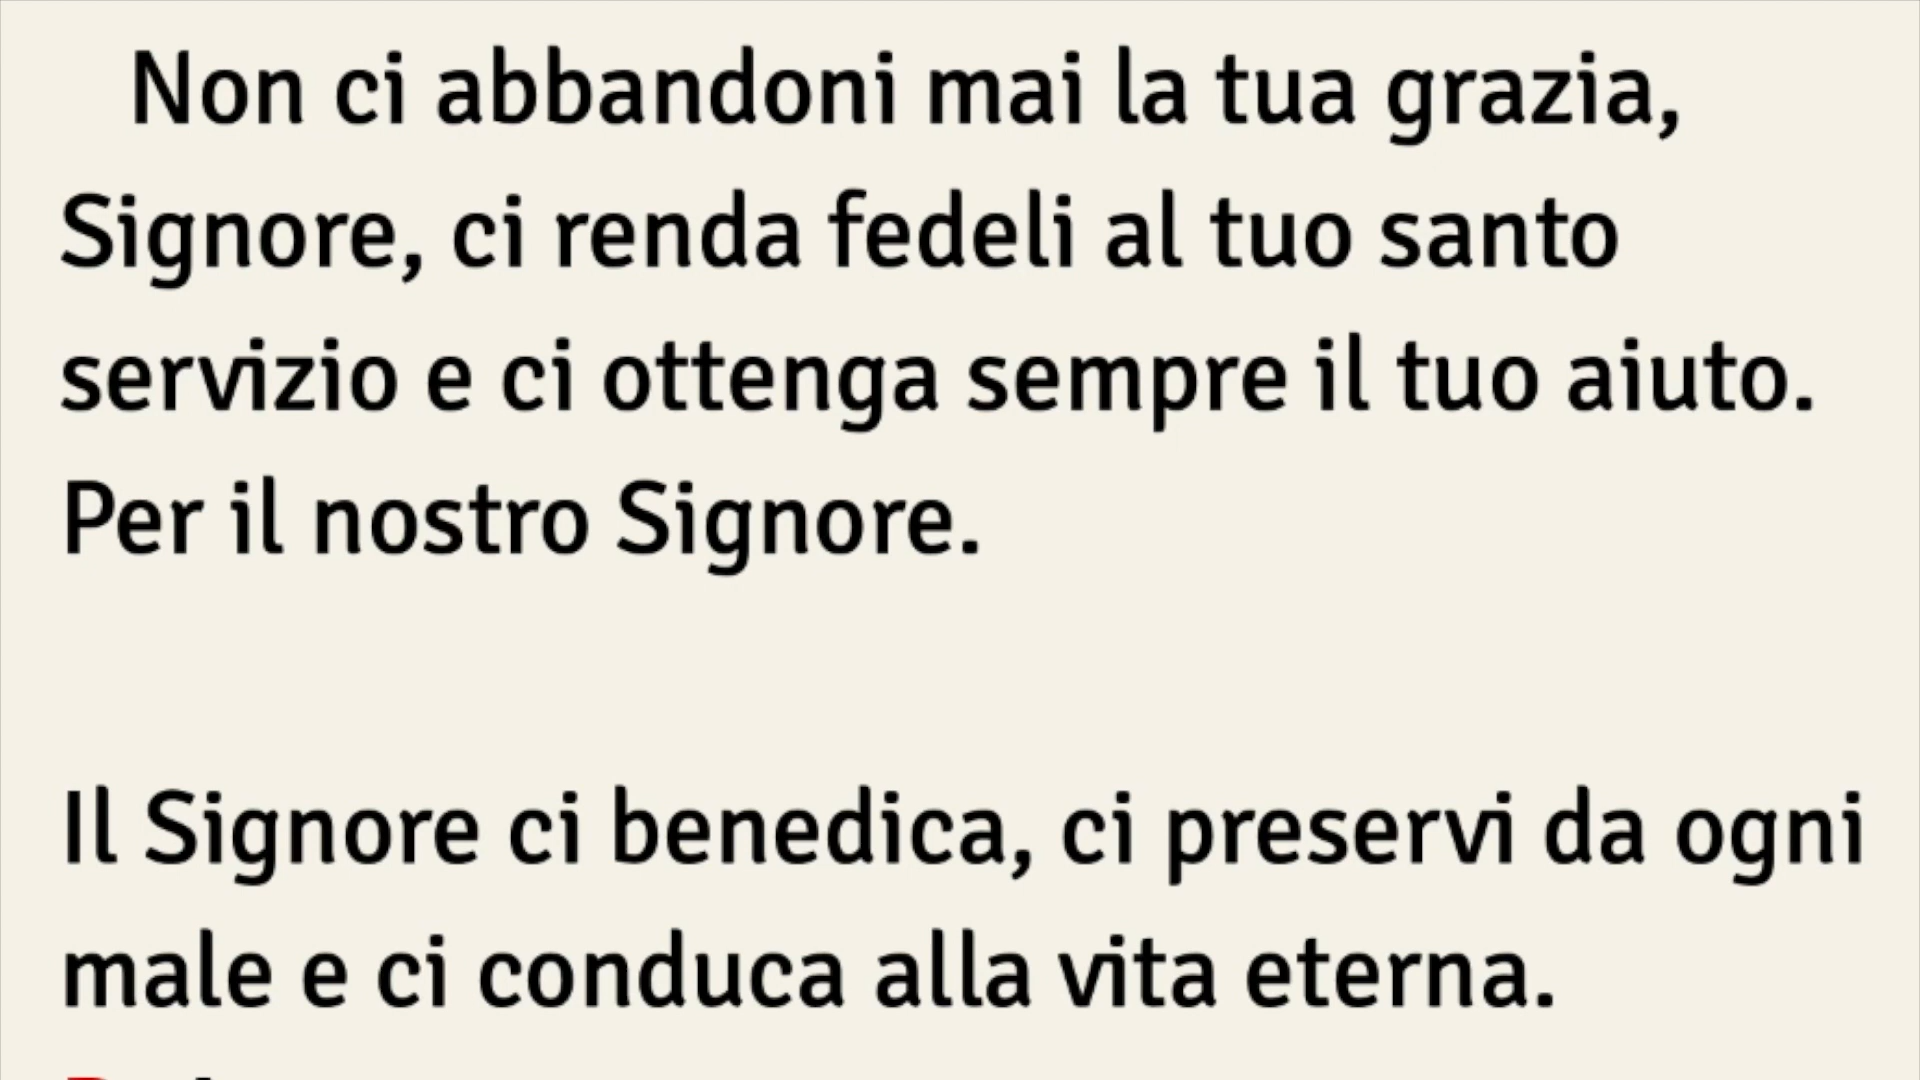 Non ci abbandoni mai la tua grazia,
Signore, ci renda fedeli al tuo santo
servizio e ci ottenga sempre il tuo aiuto.
Per il nostro Signore.
Il Signore ci benedica, ci preservi da ogni
male e ci conduca alla vita eterna.